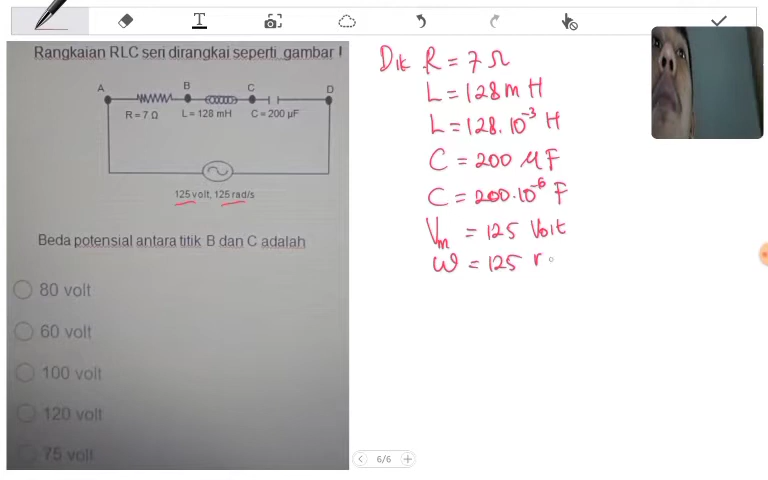 Rangkaian RLC seri dirangkai seperti gambar !
A
B
C
D
R = 7 Ω
L = 128 mH
C = 200 µF
125 volt, 125 rad/s
Beda potensial antara titik B dan C adalah
80 volt
60 volt
100 volt
120 volt
75 volt
Dik R = 7 Ω
L = 128 m H
L = 128 . 10⁻³ H
C = 200 µF
C = 200 . 10⁻⁶ F
Vₘ = 125 Volt
ω = 125 r
6/6
T